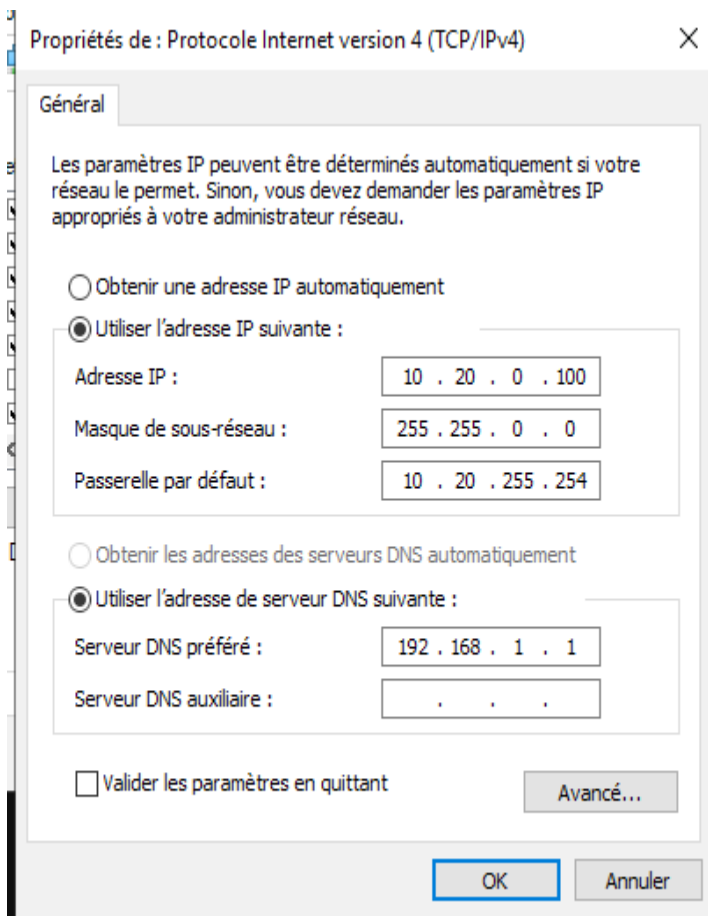 Propriétés de : Protocole Internet version 4 (TCP/IPv4)
Général
Les paramètres IP peuvent être déterminés automatiquement si votre
réseau le permet. Sinon, vous devez demander les paramètres IP
appropriés à votre administrateur réseau.
Obtenir une adresse IP automatiquement
Utiliser l'adresse IP suivante :
Adresse IP : 10 . 20 . 0 . 100
Masque de sous-réseau : 255 . 255 . 0 . 0
Passerelle par défaut : 10 . 20 . 255 . 254
Obtenir les adresses des serveurs DNS automatiquement
Utiliser l'adresse de serveur DNS suivante :
Serveur DNS préféré : 192 . 168 . 1 . 1
Serveur DNS auxiliaire : . . .
Valider les paramètres en quittant
Avancé...
OK Annuler